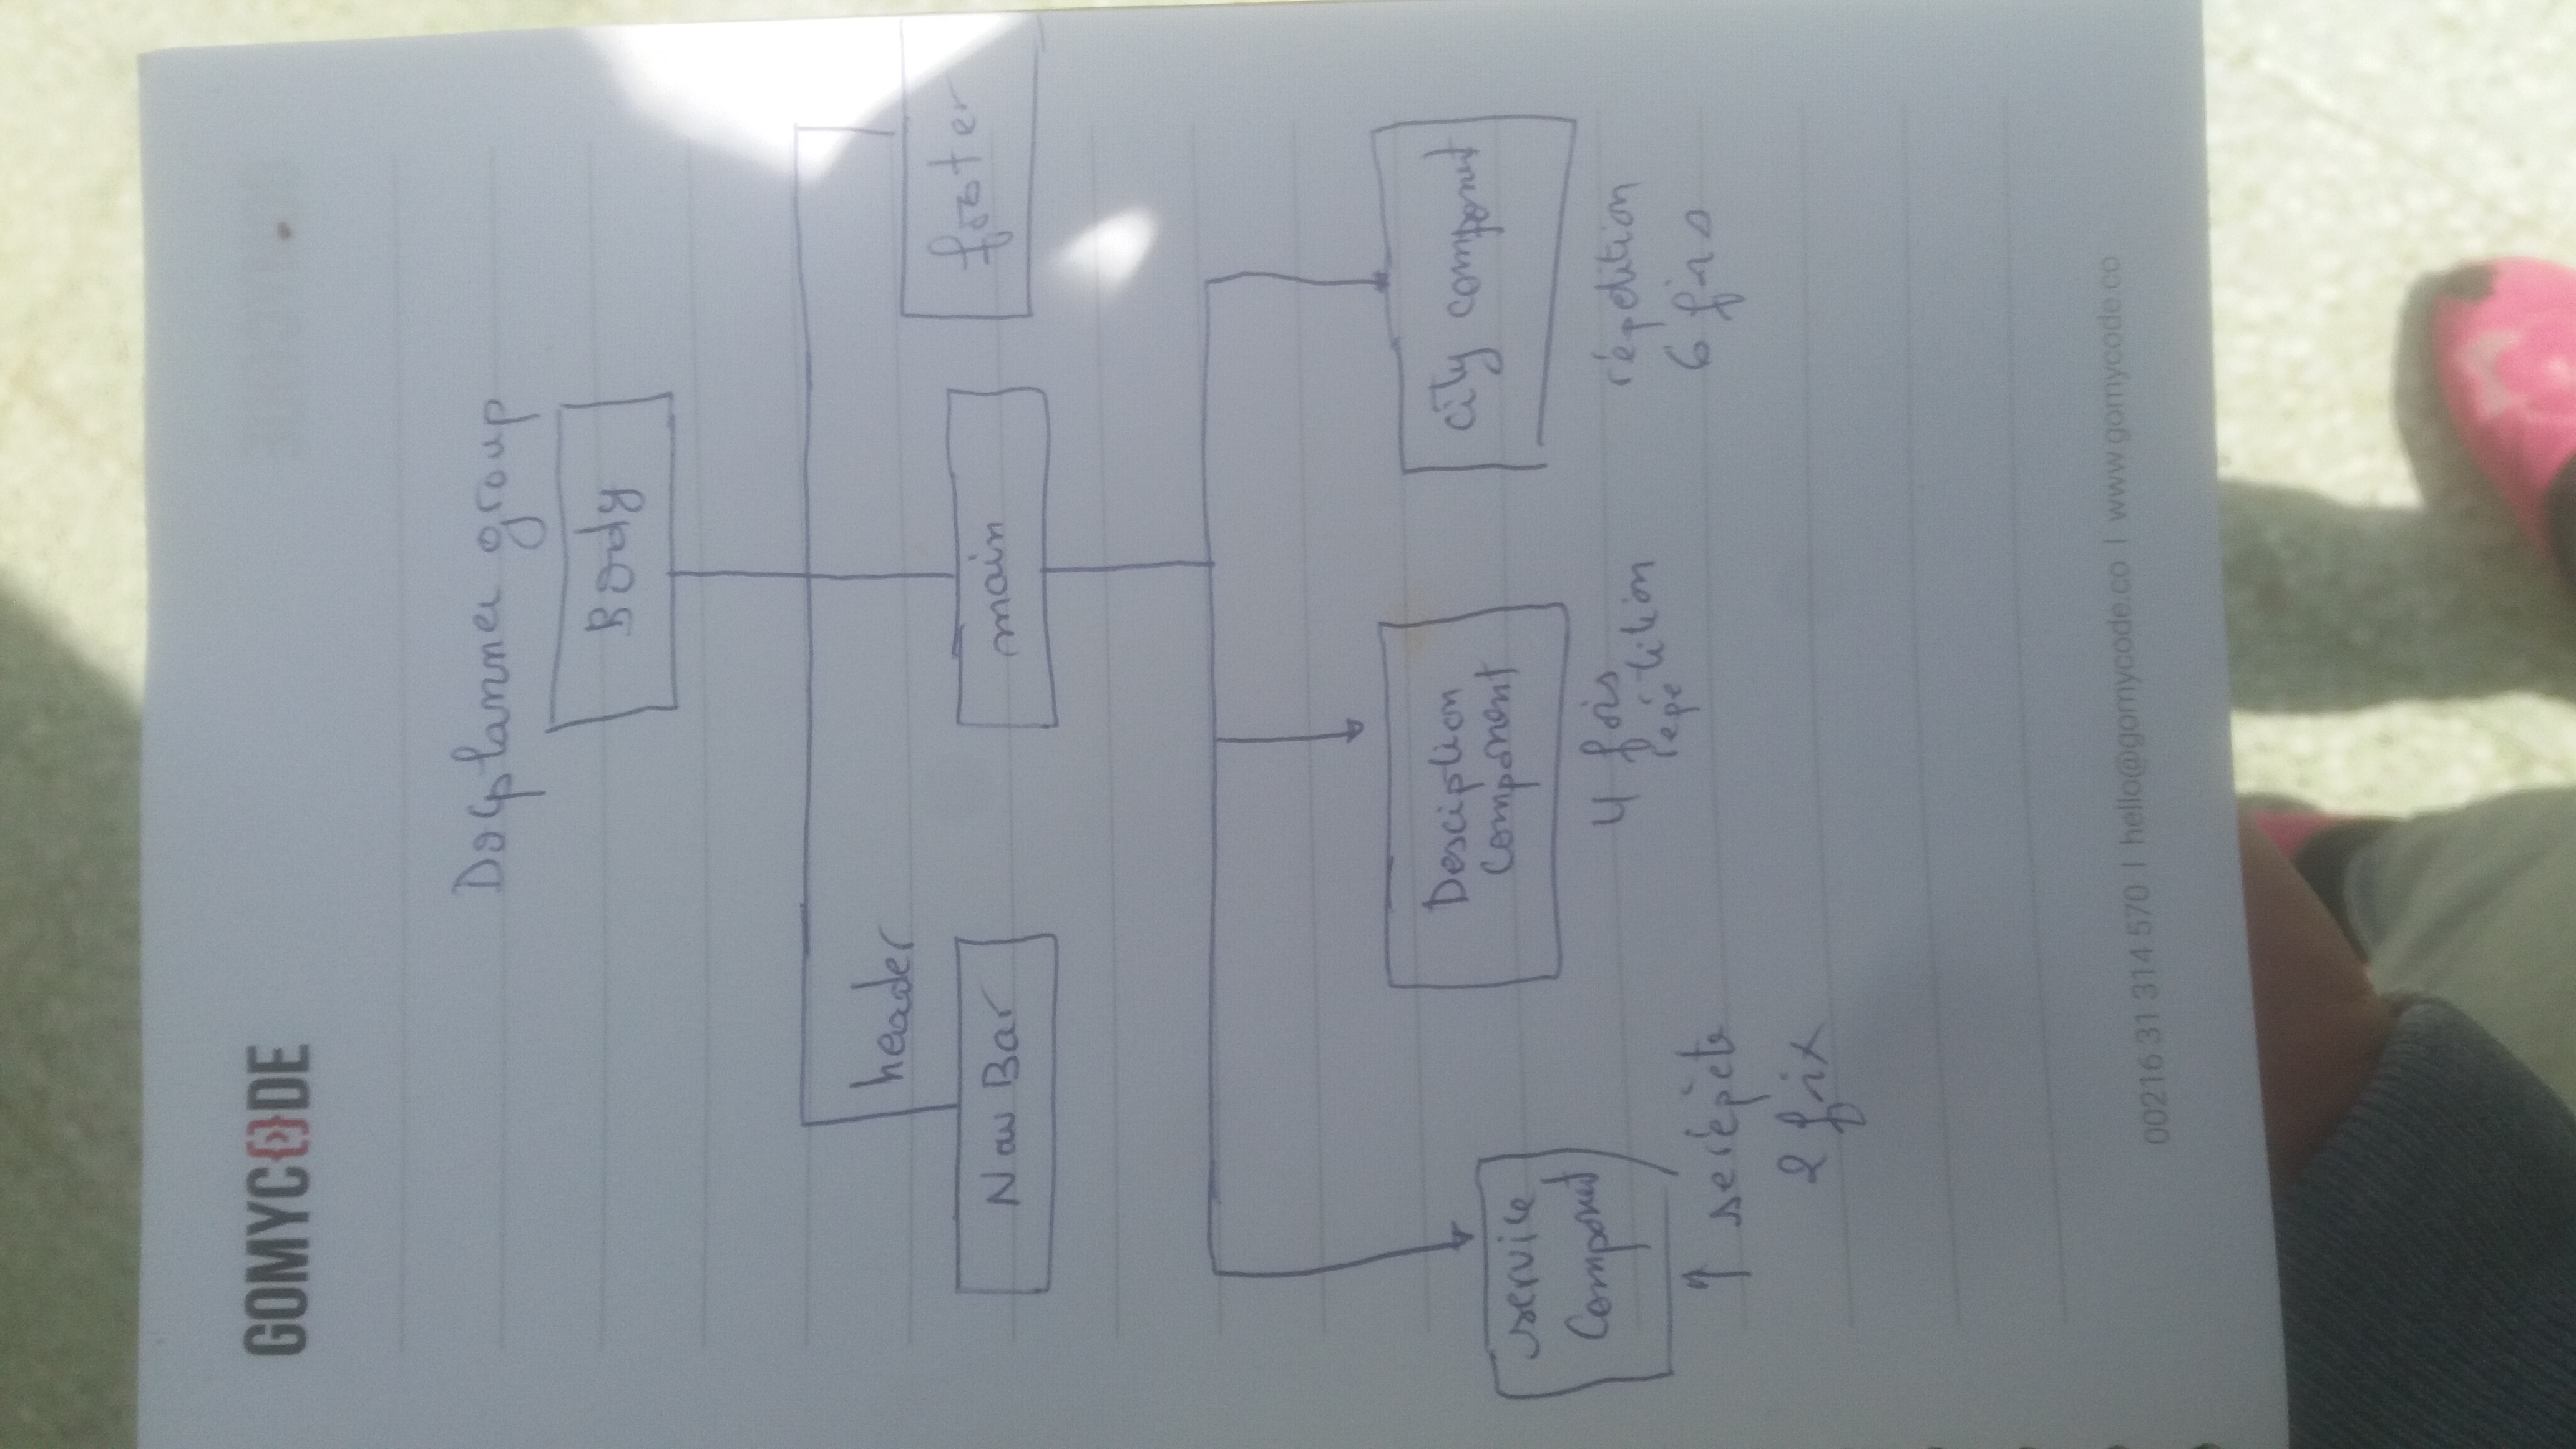 GOMYC{›}DE
Docplanner group
Body
header
Nav Bar
main
footer
service
Component
Desciption
Component
city component
4 fois
répétition
répetition
6 fois
↑ se répète
2 foix
00216 31 314 570 | hello@gomycode.co | www.gomycode.co